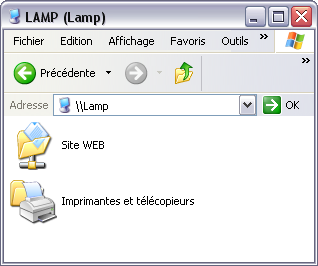 LAMP (Lamp)
Fichier Edition Affichage Favoris Outils »
Précédente »
Adresse \\Lamp OK
Site WEB
Imprimantes et télécopieurs